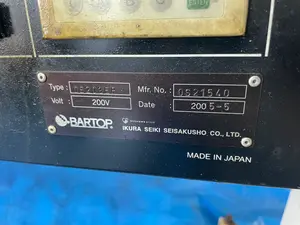 Type :
Mfr. No. : 0S21540
Volt : 200V
Date : 2005-5
BARTOP
IKURA SEIKI SEISAKUSHO CO., LTD.
MADE IN JAPAN